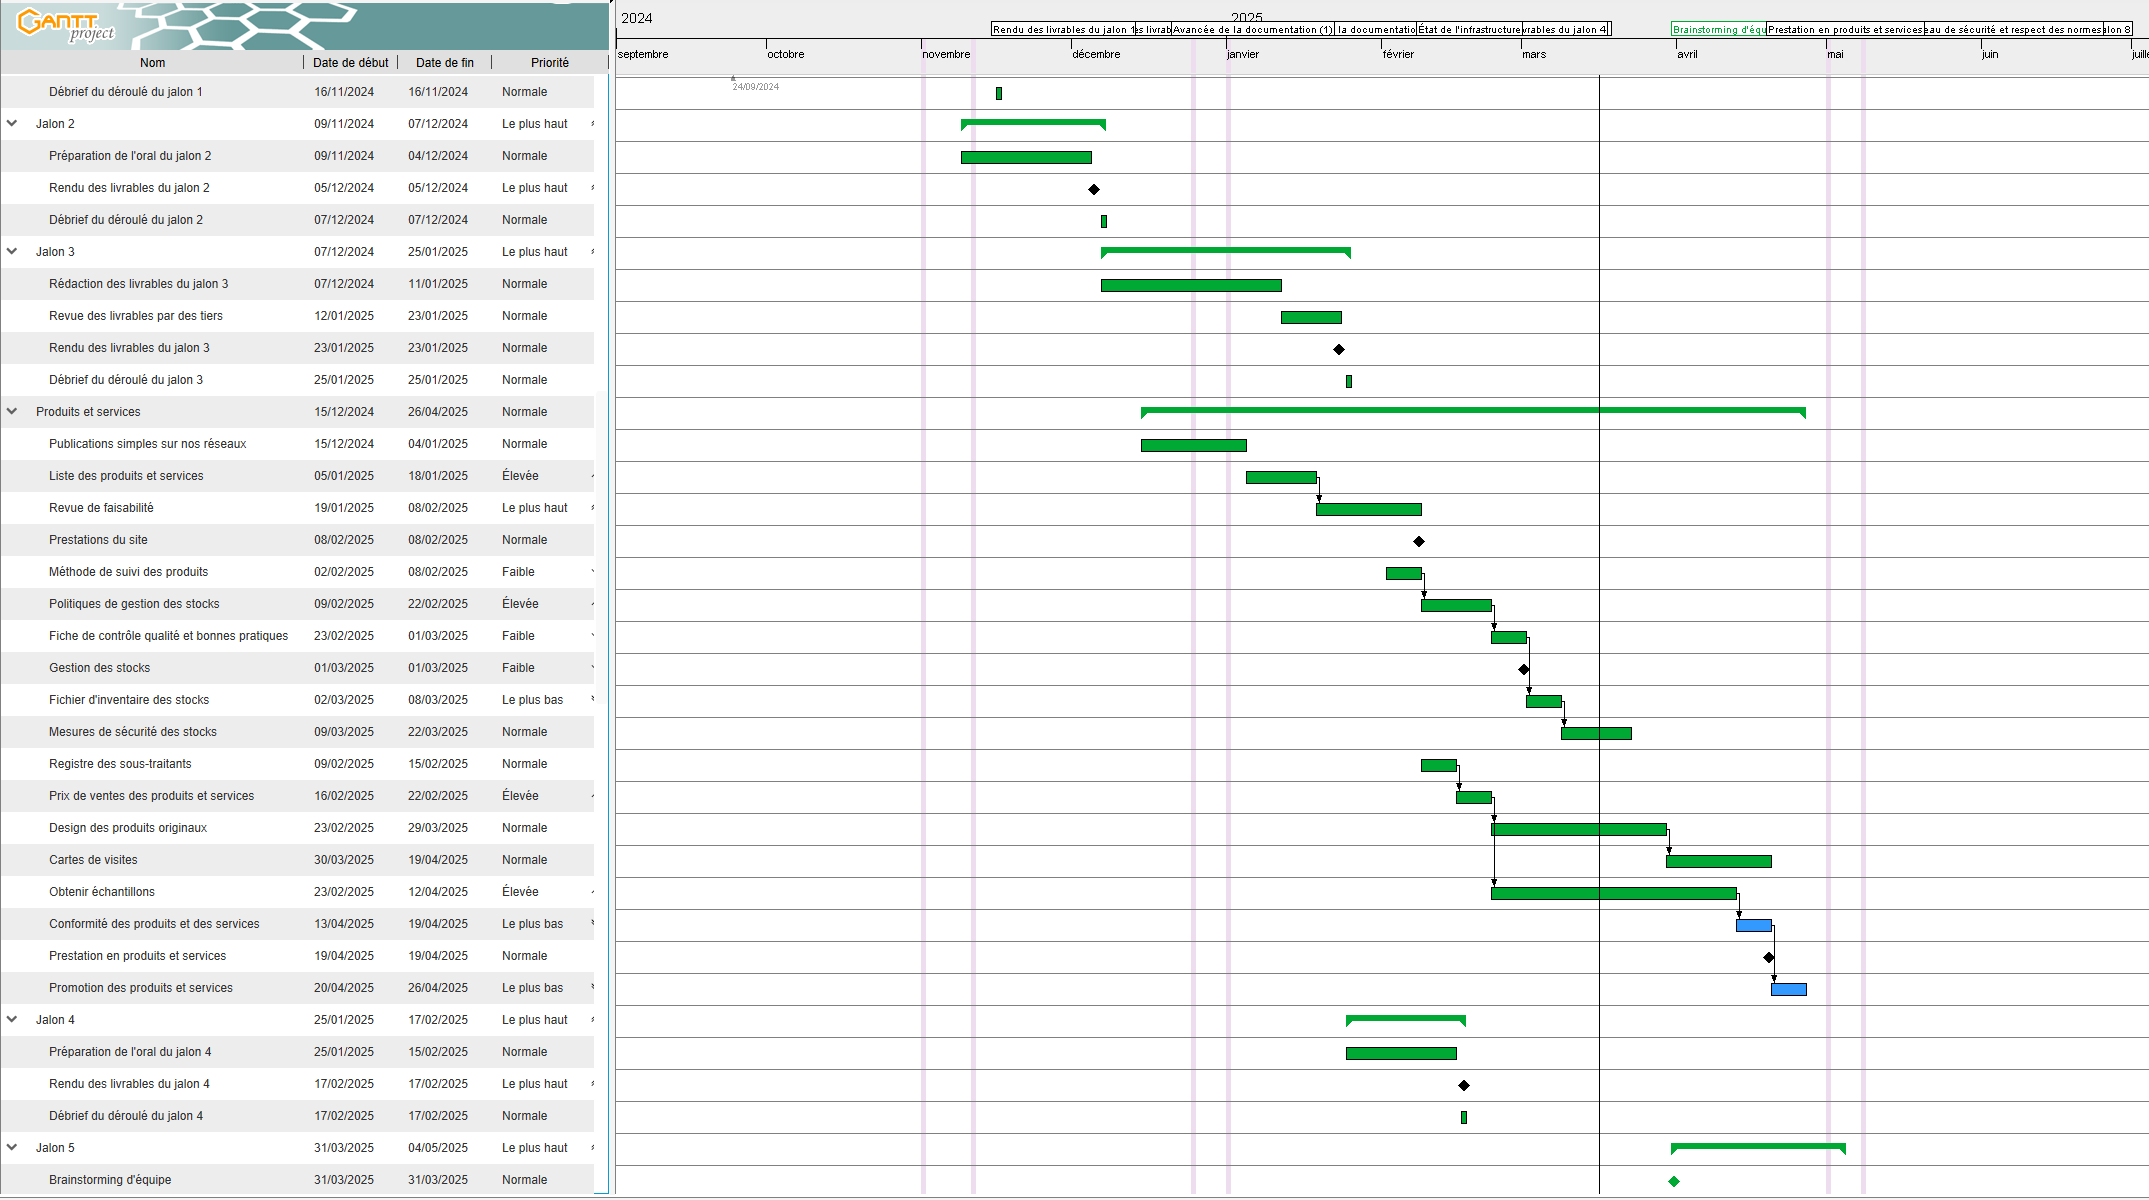 GANTT
project
2024
2025
Rendu des livrables du jalon 1
Avancée de la documentation (1)
la documentatio
État de l'infrastructure
vrables du jalon 4
Brainstorming d'équ
Prestation en produits et services
eau de sécurité et respect des normes
jalon 8
septembre octobre novembre décembre janvier février mars avril mai juin juille
Nom Date de début Date de fin Priorité
24/09/2024
Débrief du déroulé du jalon 1 16/11/2024 16/11/2024 Normale
Jalon 2 09/11/2024 07/12/2024 Le plus haut
Préparation de l'oral du jalon 2 09/11/2024 04/12/2024 Normale
Rendu des livrables du jalon 2 05/12/2024 05/12/2024 Le plus haut
Débrief du déroulé du jalon 2 07/12/2024 07/12/2024 Normale
Jalon 3 07/12/2024 25/01/2025 Le plus haut
Rédaction des livrables du jalon 3 07/12/2024 11/01/2025 Normale
Revue des livrables par des tiers 12/01/2025 23/01/2025 Normale
Rendu des livrables du jalon 3 23/01/2025 23/01/2025 Normale
Débrief du déroulé du jalon 3 25/01/2025 25/01/2025 Normale
Produits et services 15/12/2024 26/04/2025 Normale
Publications simples sur nos réseaux 15/12/2024 04/01/2025 Normale
Liste des produits et services 05/01/2025 18/01/2025 Élevée
Revue de faisabilité 19/01/2025 08/02/2025 Le plus haut
Prestations du site 08/02/2025 08/02/2025 Normale
Méthode de suivi des produits 02/02/2025 08/02/2025 Faible
Politiques de gestion des stocks 09/02/2025 22/02/2025 Élevée
Fiche de contrôle qualité et bonnes pratiques 23/02/2025 01/03/2025 Faible
Gestion des stocks 01/03/2025 01/03/2025 Faible
Fichier d'inventaire des stocks 02/03/2025 08/03/2025 Le plus bas
Mesures de sécurité des stocks 09/03/2025 22/03/2025 Normale
Registre des sous-traitants 09/02/2025 15/02/2025 Normale
Prix de ventes des produits et services 16/02/2025 22/02/2025 Élevée
Design des produits originaux 23/02/2025 29/03/2025 Normale
Cartes de visites 30/03/2025 19/04/2025 Normale
Obtenir échantillons 23/02/2025 12/04/2025 Élevée
Conformité des produits et des services 13/04/2025 19/04/2025 Le plus bas
Prestation en produits et services 19/04/2025 19/04/2025 Normale
Promotion des produits et services 20/04/2025 26/04/2025 Le plus bas
Jalon 4 25/01/2025 17/02/2025 Le plus haut
Préparation de l'oral du jalon 4 25/01/2025 15/02/2025 Normale
Rendu des livrables du jalon 4 17/02/2025 17/02/2025 Le plus haut
Débrief du déroulé du jalon 4 17/02/2025 17/02/2025 Normale
Jalon 5 31/03/2025 04/05/2025 Le plus haut
Brainstorming d'équipe 31/03/2025 31/03/2025 Normale